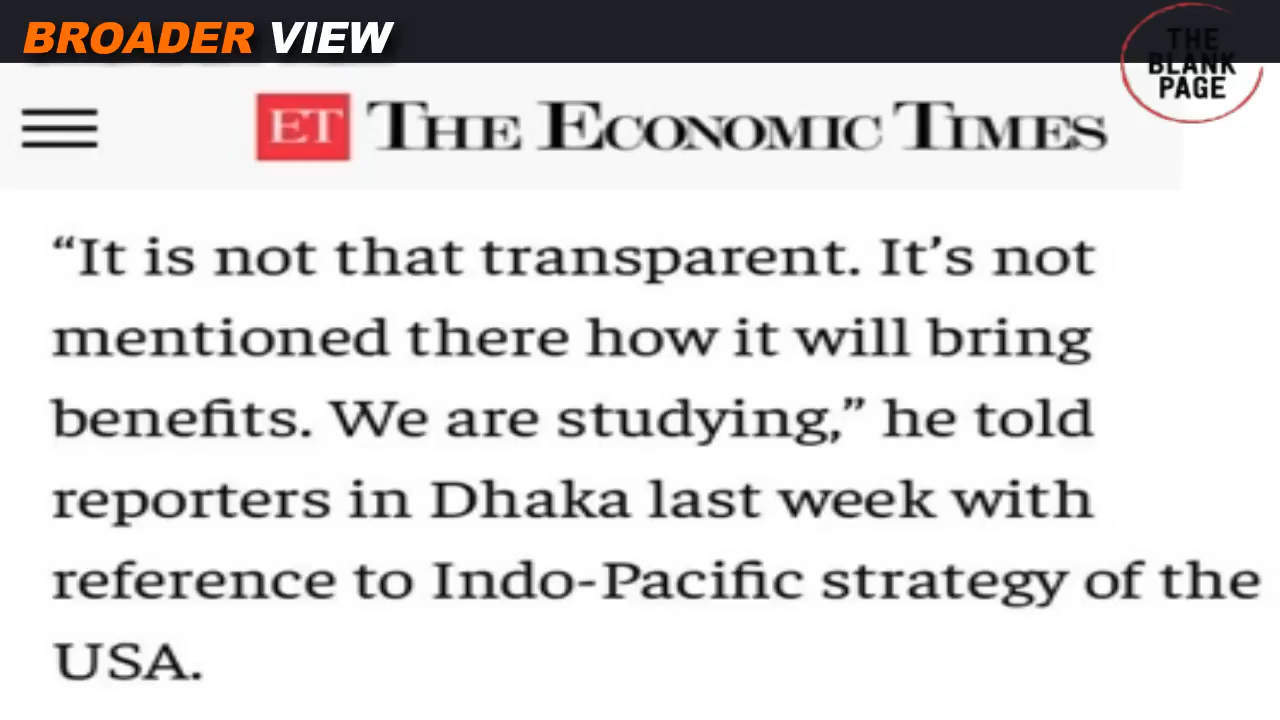 BROADER VIEW
THE
BLANK
PAGE
ET THE ECONOMIC TIMES
“It is not that transparent. It’s not
mentioned there how it will bring
benefits. We are studying,” he told
reporters in Dhaka last week with
reference to Indo-Pacific strategy of the
USA.